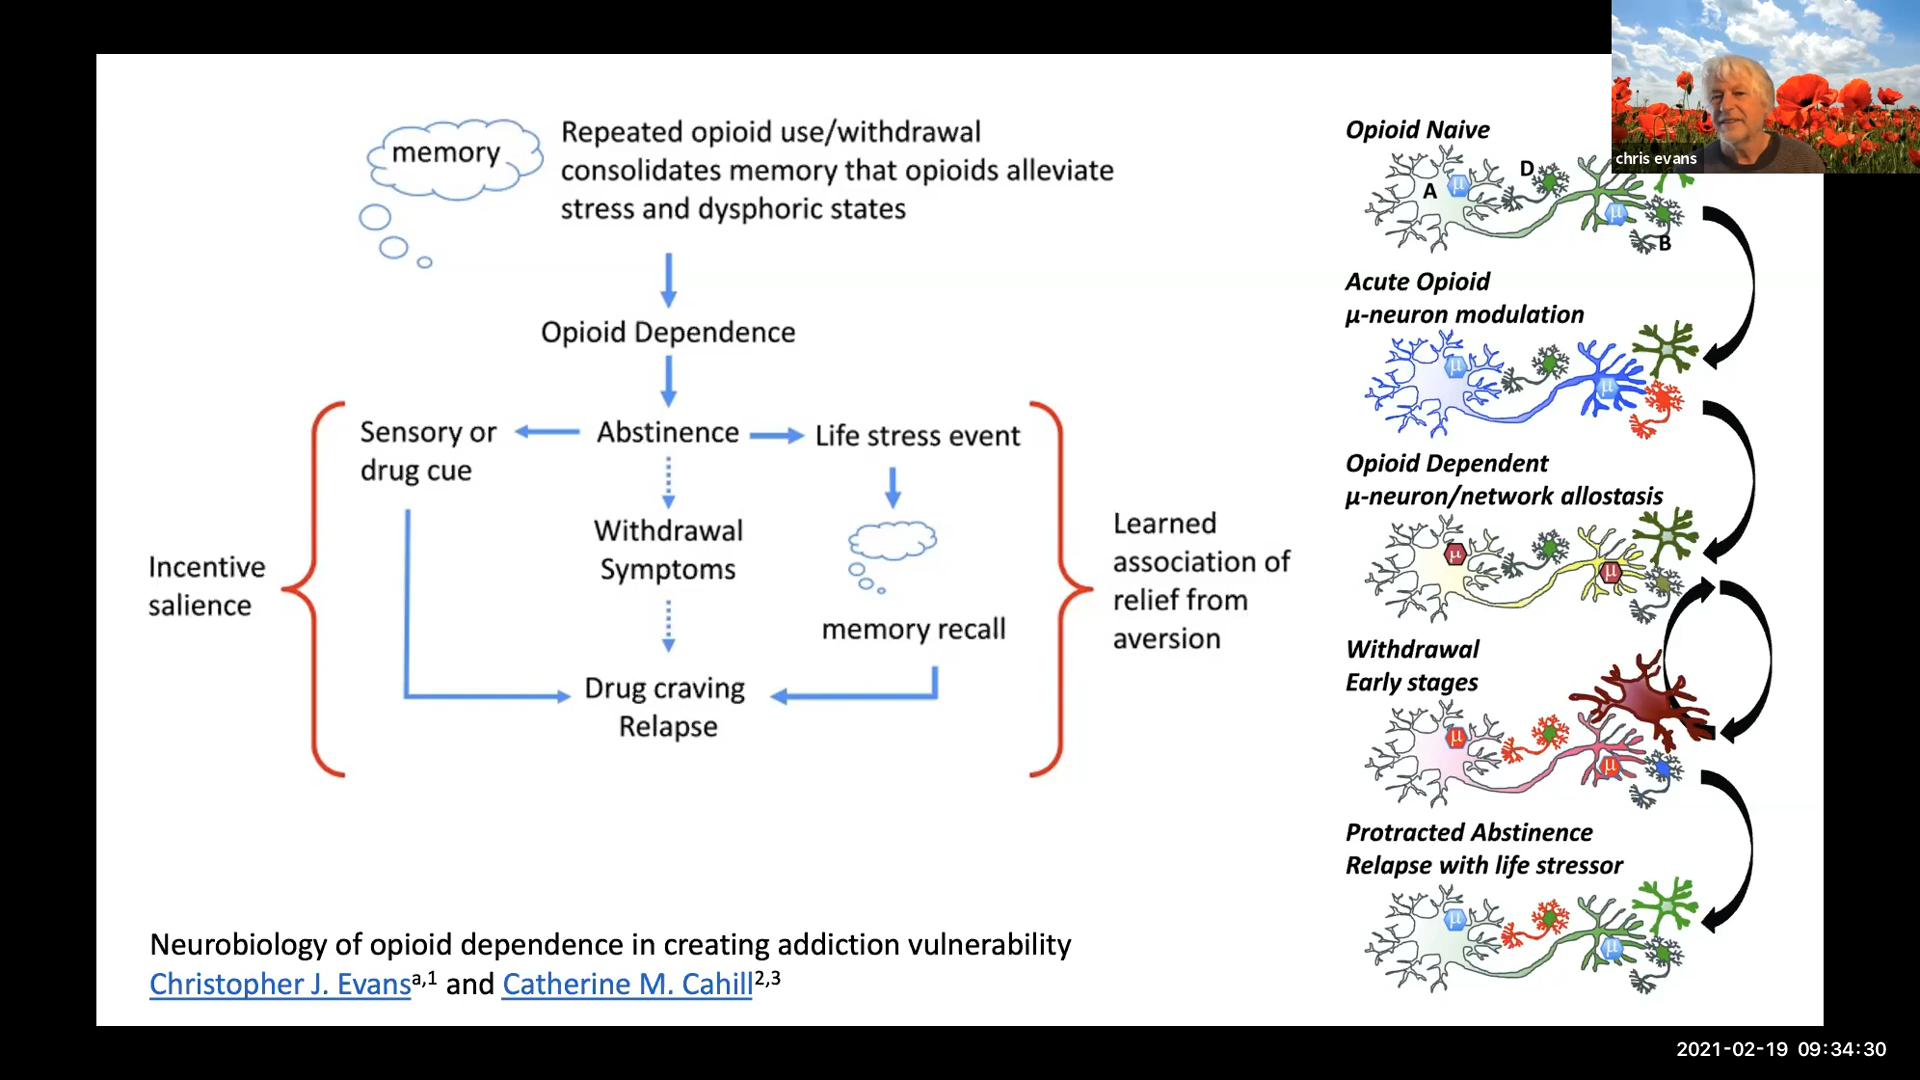 memory
Repeated opioid use/withdrawal
consolidates memory that opioids alleviate
stress and dysphoric states
Opioid Dependence
Sensory or
drug cue
Abstinence
Life stress event
Withdrawal
Symptoms
memory recall
Drug craving
Relapse
Incentive
salience
Learned
association of
relief from
aversion
Neurobiology of opioid dependence in creating addiction vulnerability
Christopher J. Evansa,1 and Catherine M. Cahill2,3
Opioid Naive
A
μ
D
μ
B
Acute Opioid
μ-neuron modulation
μ
μ
Opioid Dependent
μ-neuron/network allostasis
μ
μ
Withdrawal
Early stages
μ
μ
Protracted Abstinence
Relapse with life stressor
μ
μ
chris evans
2021-02-19 09:34:30